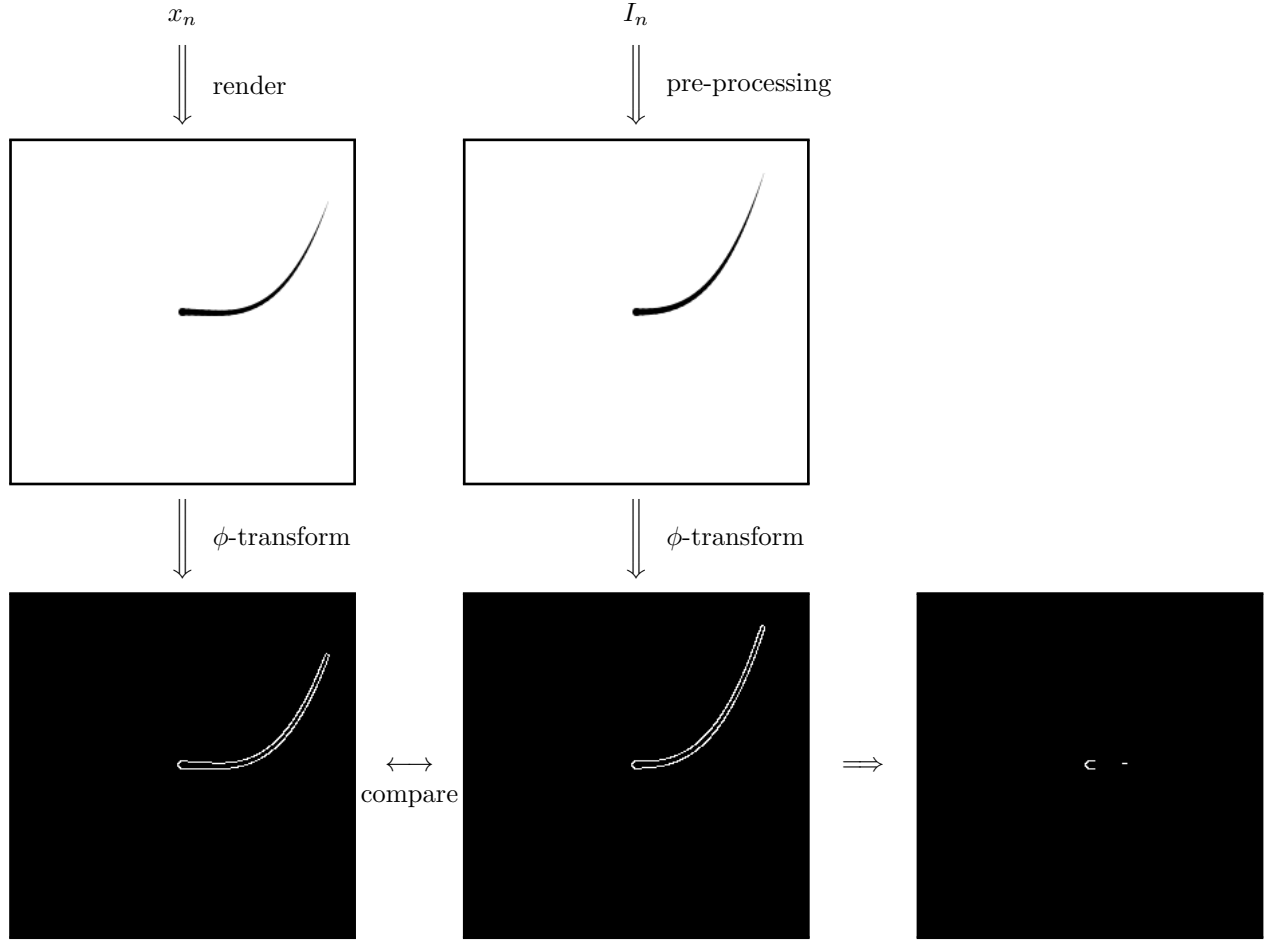 x_n
I_n
render
pre-processing
ϕ-transform
ϕ-transform
compare